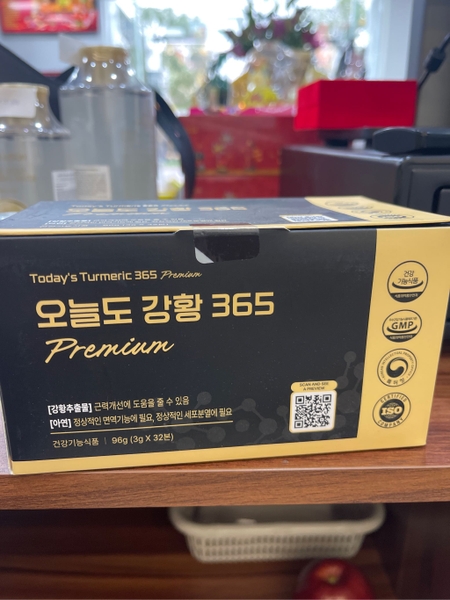 Today's Turmeric 365 Premium
오늘도 강황 365
Premium
[강황추출물] 근력개선에 도움을 줄 수 있음
[아연] 정상적인 면역기능에 필요, 정상적인 세포분열에 필요
건강기능식품 | 96g (3g X 32본)
SCAN AND SEE
A PREVIEW
건강
기능식품
GMP
CERTIFIED
ISO